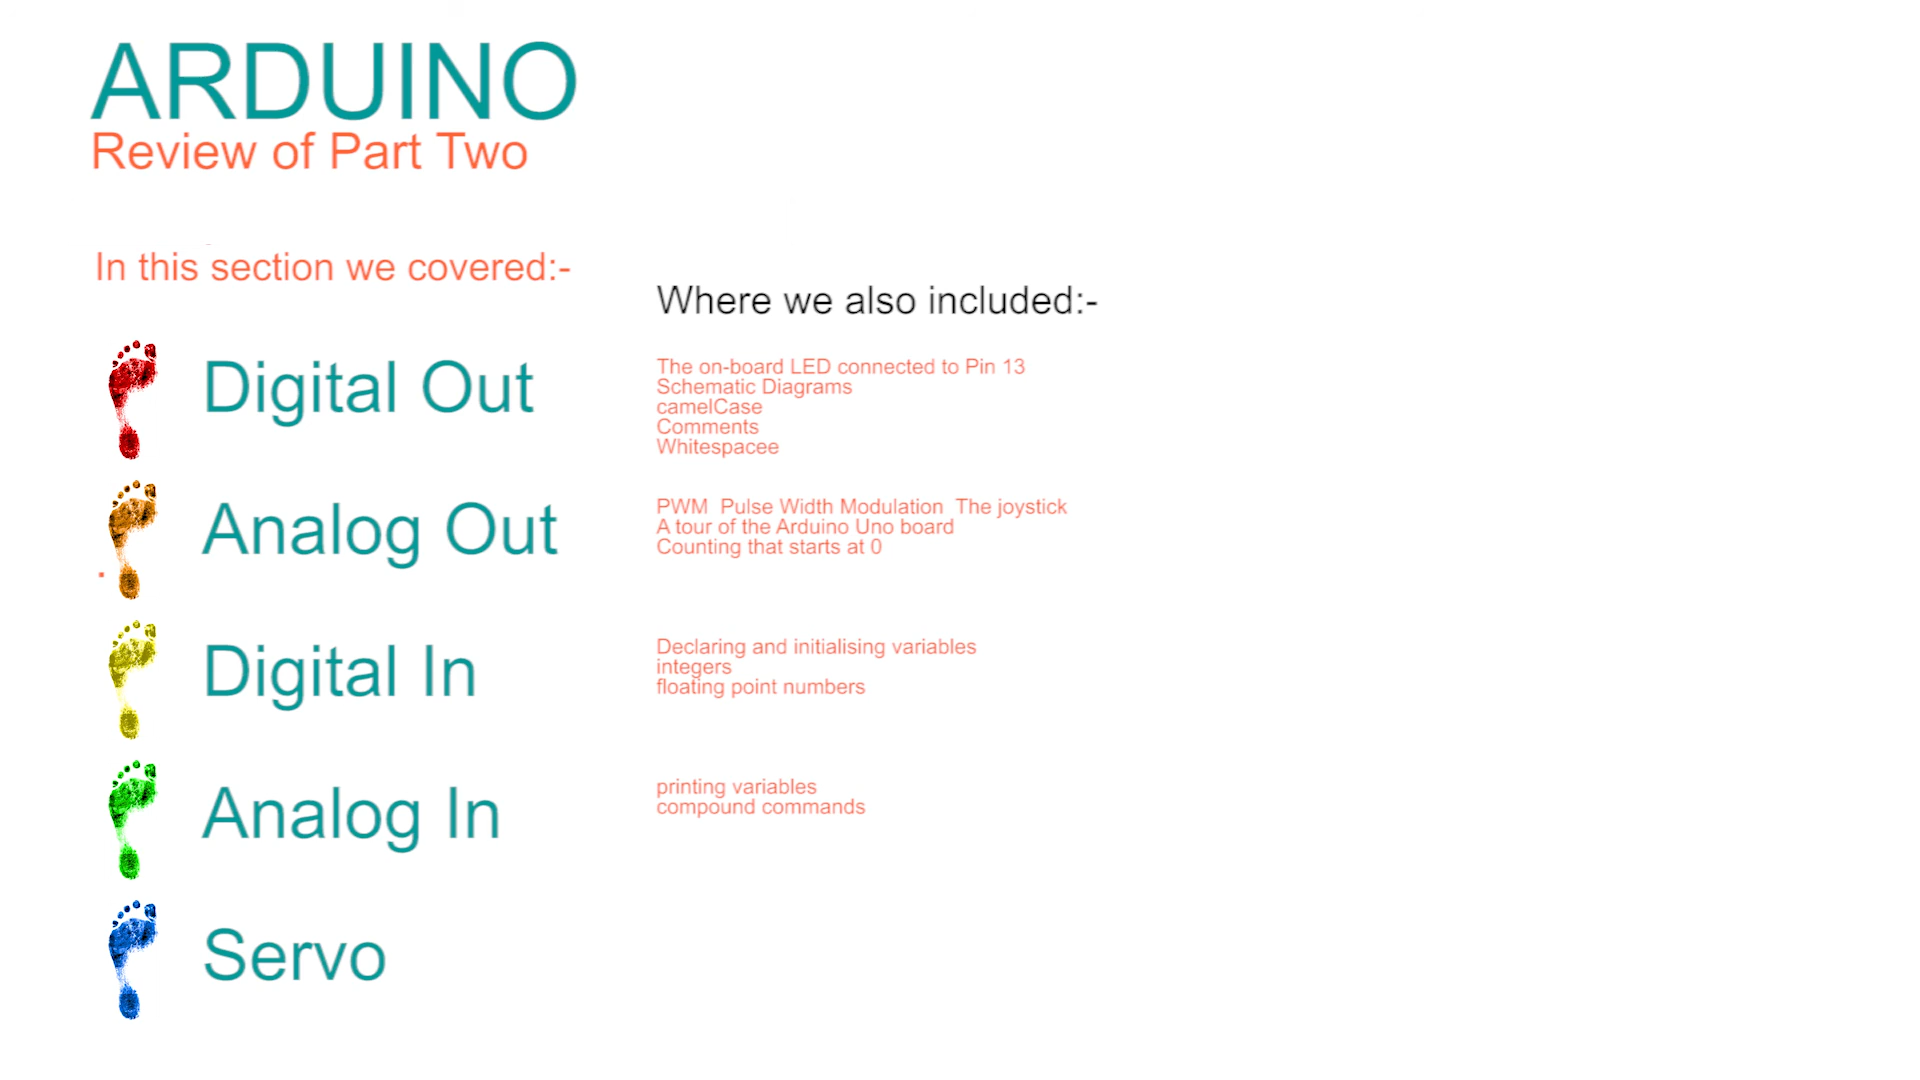 ARDUINO
Review of Part Two
In this section we covered:-
Where we also included:-
Digital Out
The on-board LED connected to Pin 13
Schematic Diagrams
camelCase
Comments
Whitespacee
Analog Out
PWM  Pulse Width Modulation  The joystick
A tour of the Arduino Uno board
Counting that starts at 0
Digital In
Declaring and initialising variables
integers
floating point numbers
Analog In
printing variables
compound commands
Servo